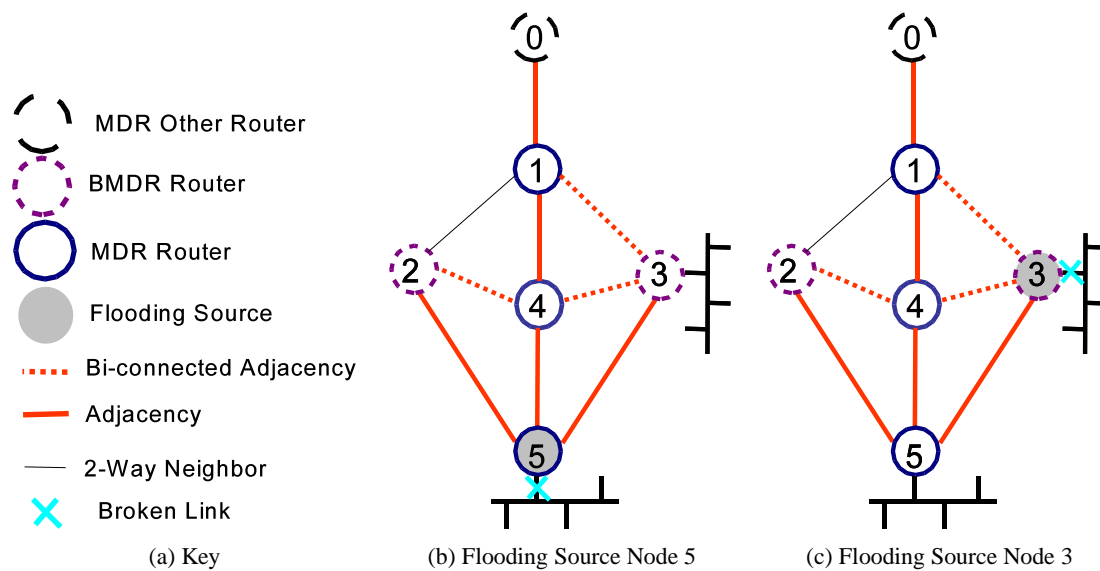 MDR Other Router
BMDR Router
MDR Router
Flooding Source
Bi-connected Adjacency
Adjacency
2-Way Neighbor
Broken Link
(a) Key
0
1
2
3
4
5
(b) Flooding Source Node 5
0
1
2
3
4
5
(c) Flooding Source Node 3